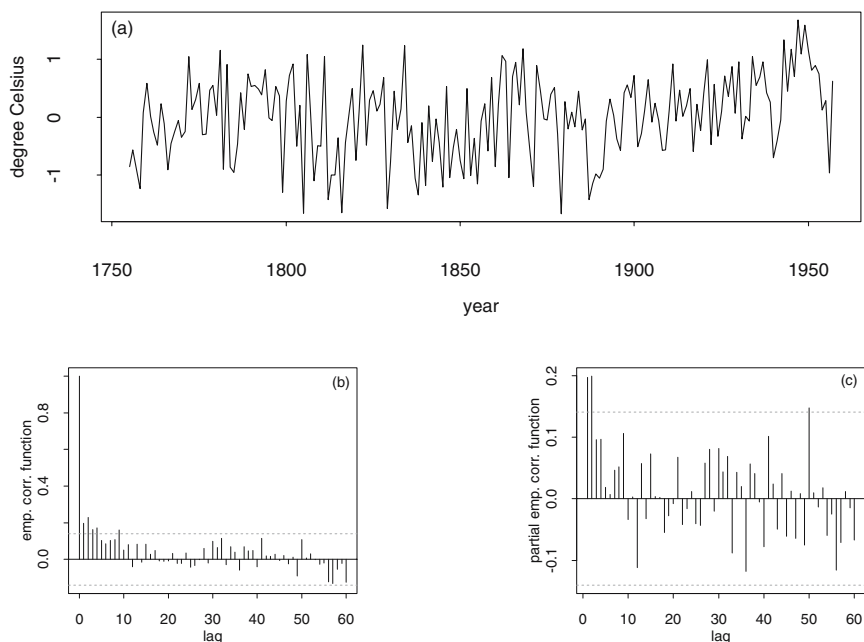 (a)
degree Celsius
1
0
-1
1750 1800 1850 1900 1950
year
(b)
emp. corr. function
0.8
0.4
0.0
0 10 20 30 40 50 60
lag
(c)
partial emp. corr. function
0.2
0.1
0.0
-0.1
0 10 20 30 40 50 60
lag